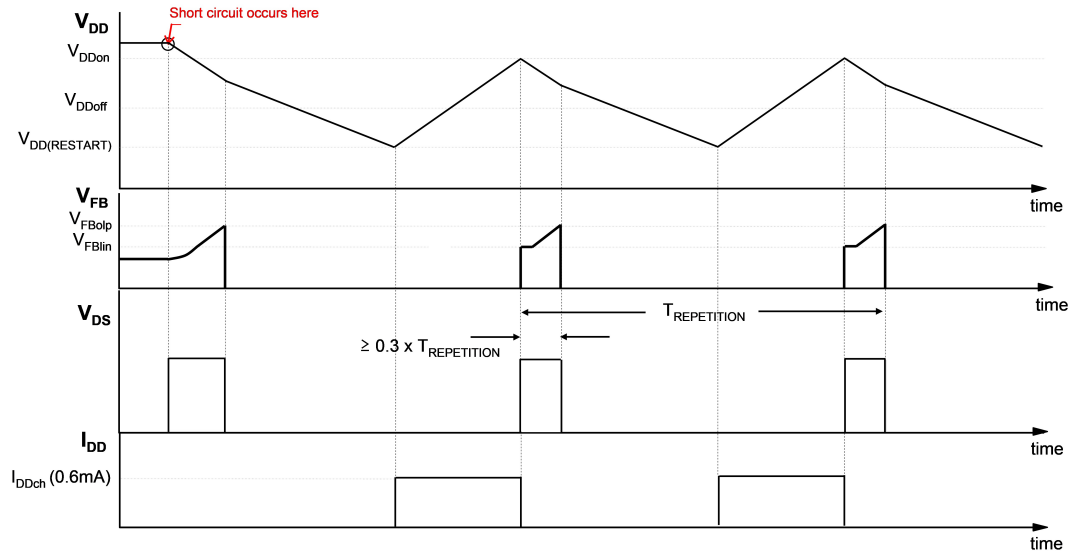 Short circuit occurs here
VDD
VDDon
VDDoff
VDD(RESTART)
time
VFB
VFBolp
VFBlin
time
VDS
TREPETITION
≥ 0.3 x TREPETITION
time
IDD
IDDch (0.6mA)
time